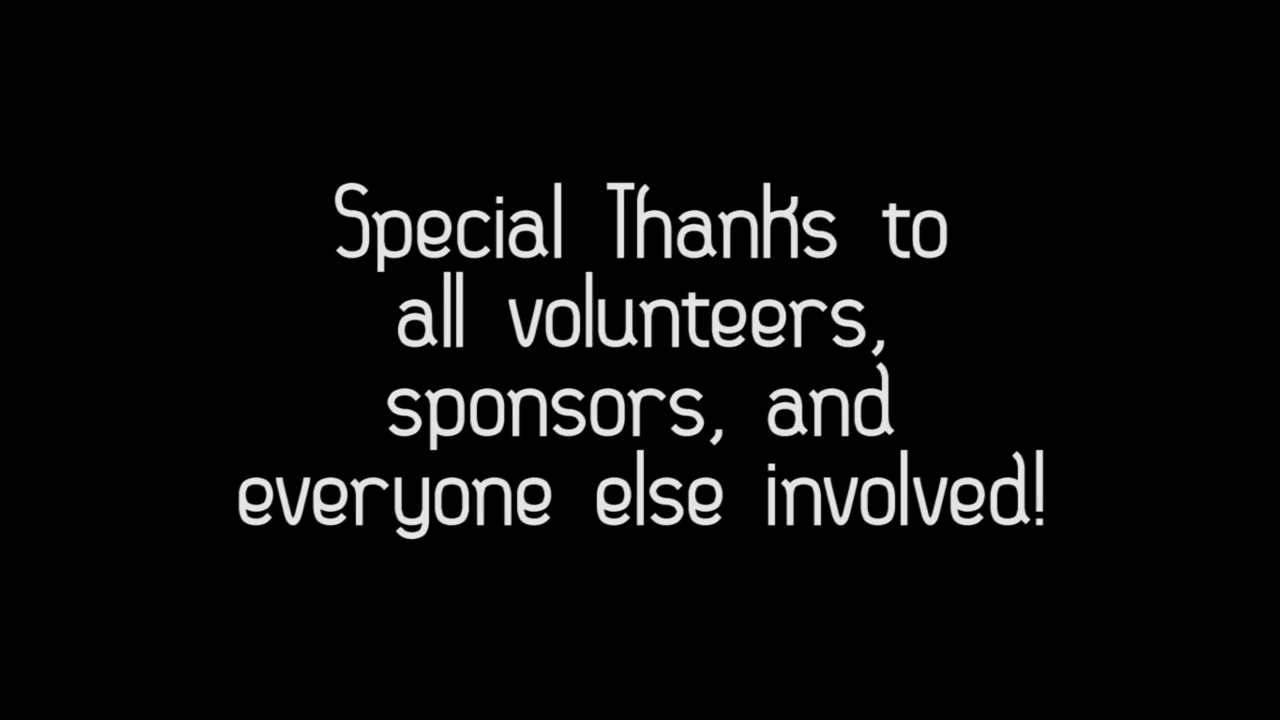 Special Thanks to
all volunteers,
sponsors, and
everyone else involved!